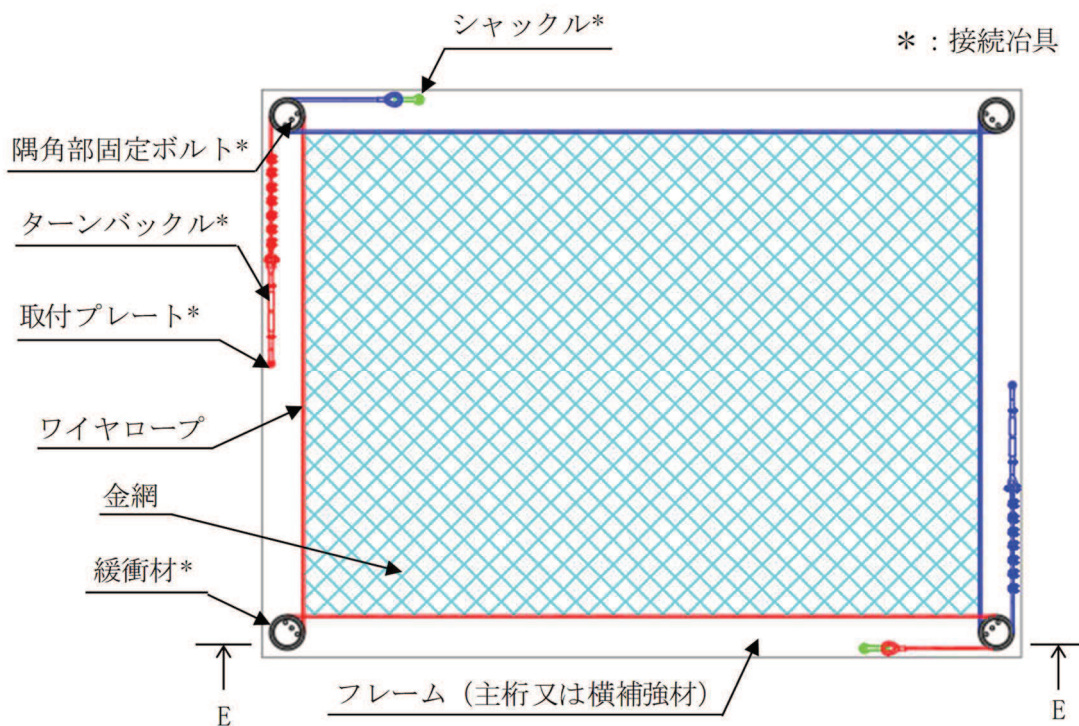 シャックル*
*：接続冶具
隅角部固定ボルト*
ターンバックル*
取付プレート*
ワイヤロープ
金網
緩衝材*
フレーム（主桁又は横補強材）
E
E